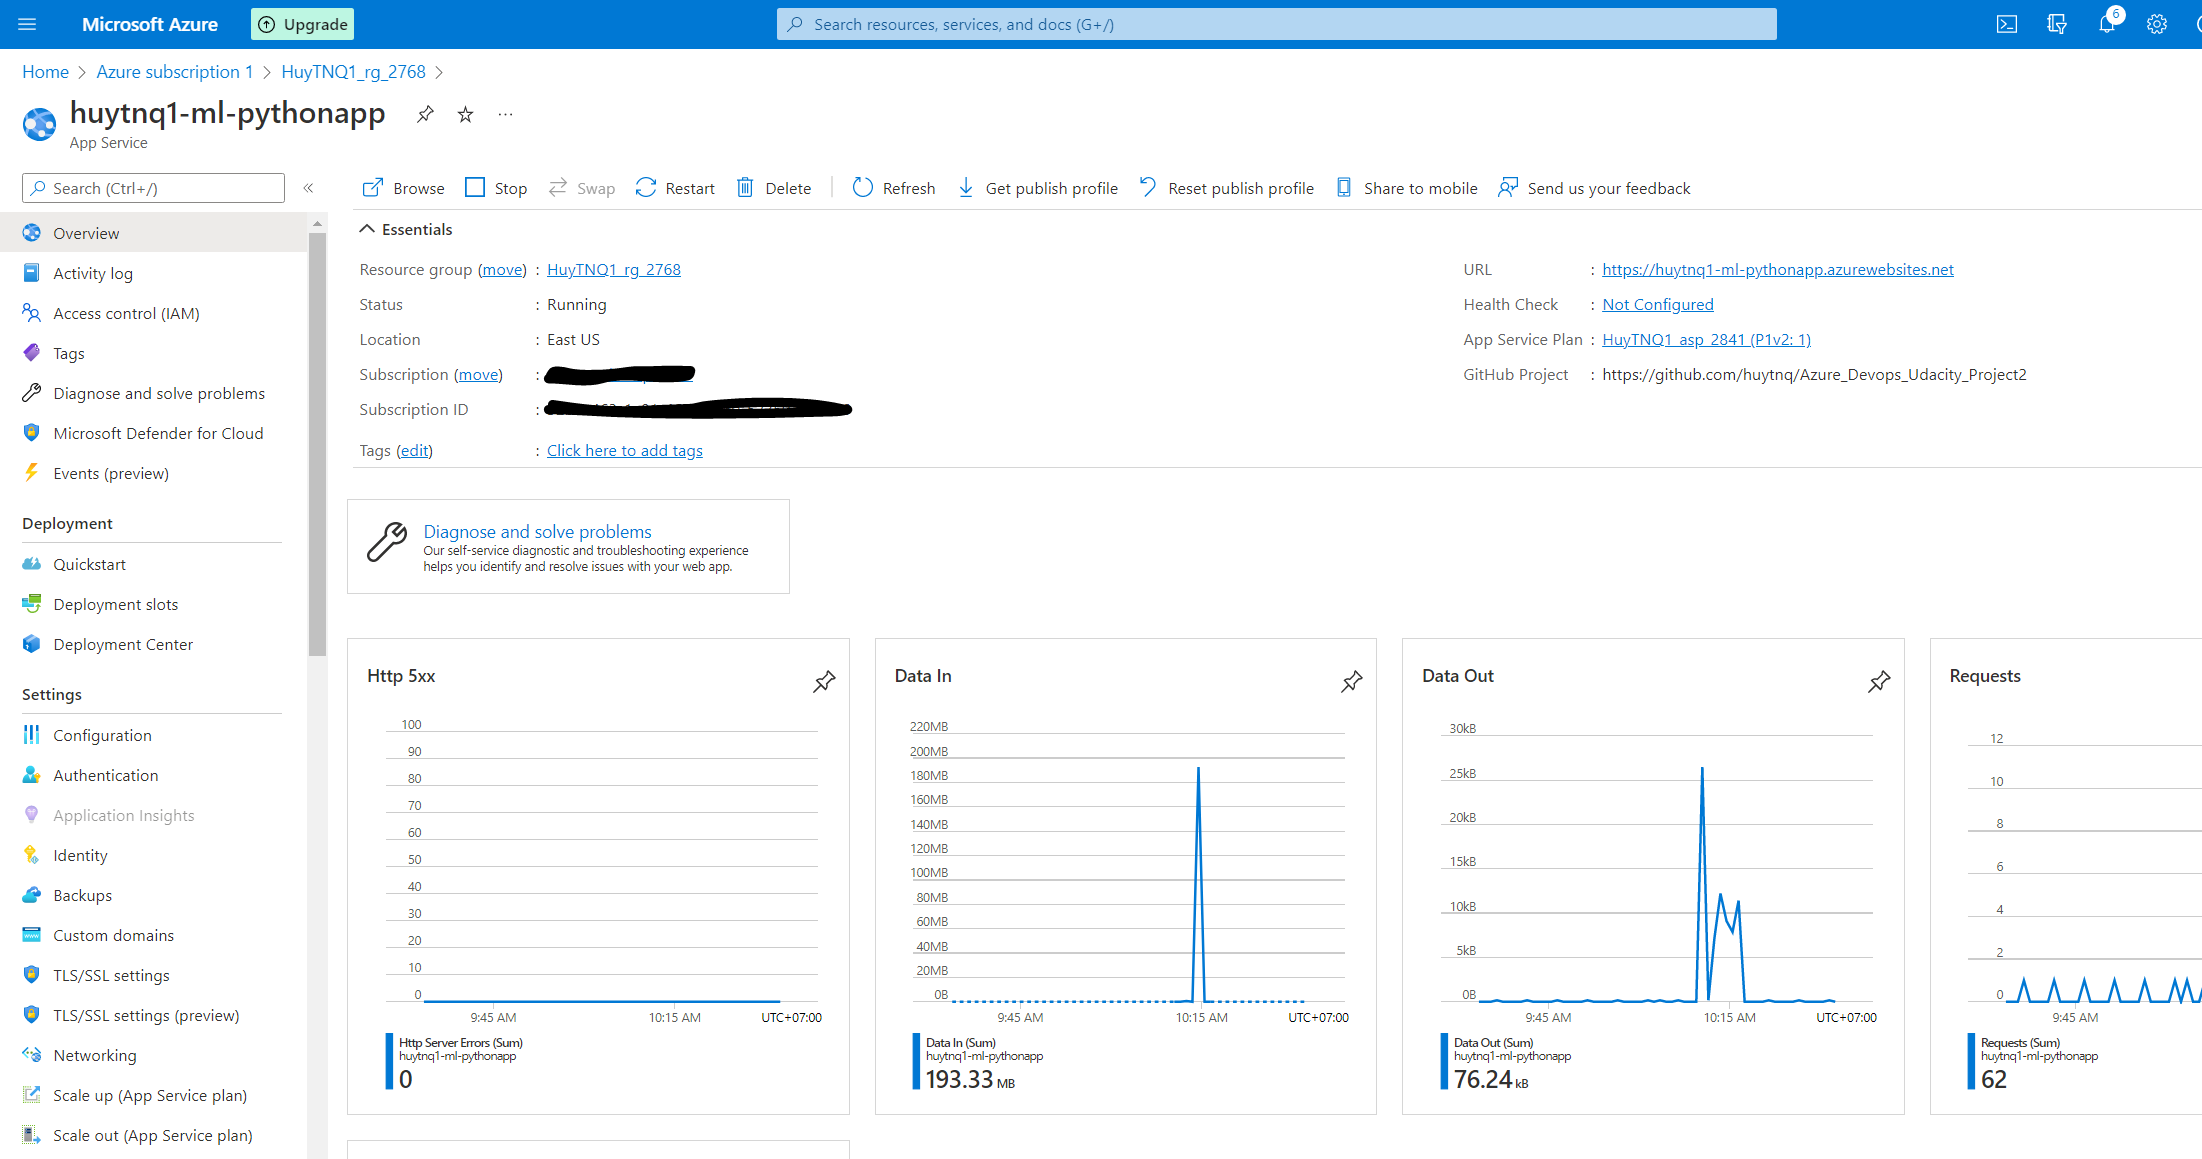 Microsoft Azure
Upgrade
Search resources, services, and docs (G+/)
6
Home > Azure subscription 1 > HuyTNQ1_rg_2768 >
huytnq1-ml-pythonapp
App Service
Search (Ctrl+/)
Overview
Activity log
Access control (IAM)
Tags
Diagnose and solve problems
Microsoft Defender for Cloud
Events (preview)
Deployment
Quickstart
Deployment slots
Deployment Center
Settings
Configuration
Authentication
Application Insights
Identity
Backups
Custom domains
TLS/SSL settings
TLS/SSL settings (preview)
Networking
Scale up (App Service plan)
Scale out (App Service plan)
Browse Stop Swap Restart Delete Refresh Get publish profile Reset publish profile Share to mobile Send us your feedback
Essentials
Resource group (move) : HuyTNQ1_rg_2768
Status : Running
Location : East US
Subscription (move) :
Subscription ID :
Tags (edit) : Click here to add tags
URL : https://huytnq1-ml-pythonapp.azurewebsites.net
Health Check : Not Configured
App Service Plan : HuyTNQ1_asp_2841 (P1v2: 1)
GitHub Project : https://github.com/huytnq/Azure_Devops_Udacity_Project2
Diagnose and solve problems
Our self-service diagnostic and troubleshooting experience
helps you identify and resolve issues with your web app.
Http 5xx
100
90
80
70
60
50
40
30
20
10
0
9:45 AM 10:15 AM UTC+07:00
Http Server Errors (Sum)
huytnq1-ml-pythonapp
0
Data In
220MB
200MB
180MB
160MB
140MB
120MB
100MB
80MB
60MB
40MB
20MB
0B
9:45 AM 10:15 AM UTC+07:00
Data In (Sum)
huytnq1-ml-pythonapp
193.33 MB
Data Out
30kB
25kB
20kB
15kB
10kB
5kB
0B
9:45 AM 10:15 AM UTC+07:00
Data Out (Sum)
huytnq1-ml-pythonapp
76.24 kB
Requests
12
10
8
6
4
2
0
9:45 AM
Requests (Sum)
huytnq1-ml-pythonapp
62